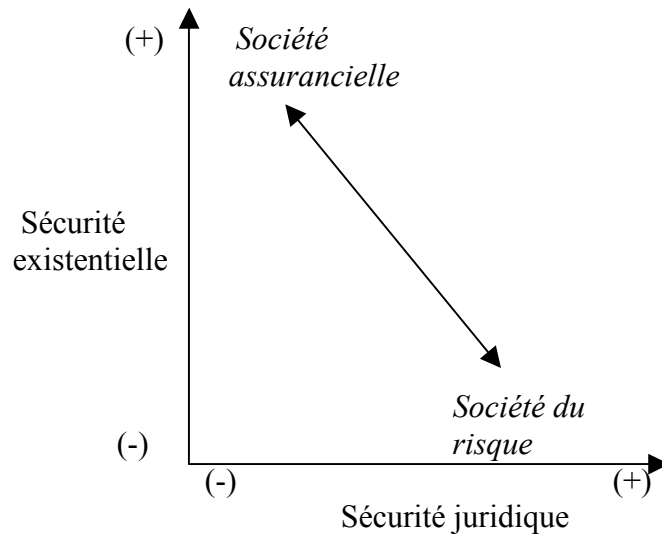 (+)
Société
assurancielle
Sécurité
existentielle
Société du
risque
(-)
(-)
(+)
Sécurité juridique